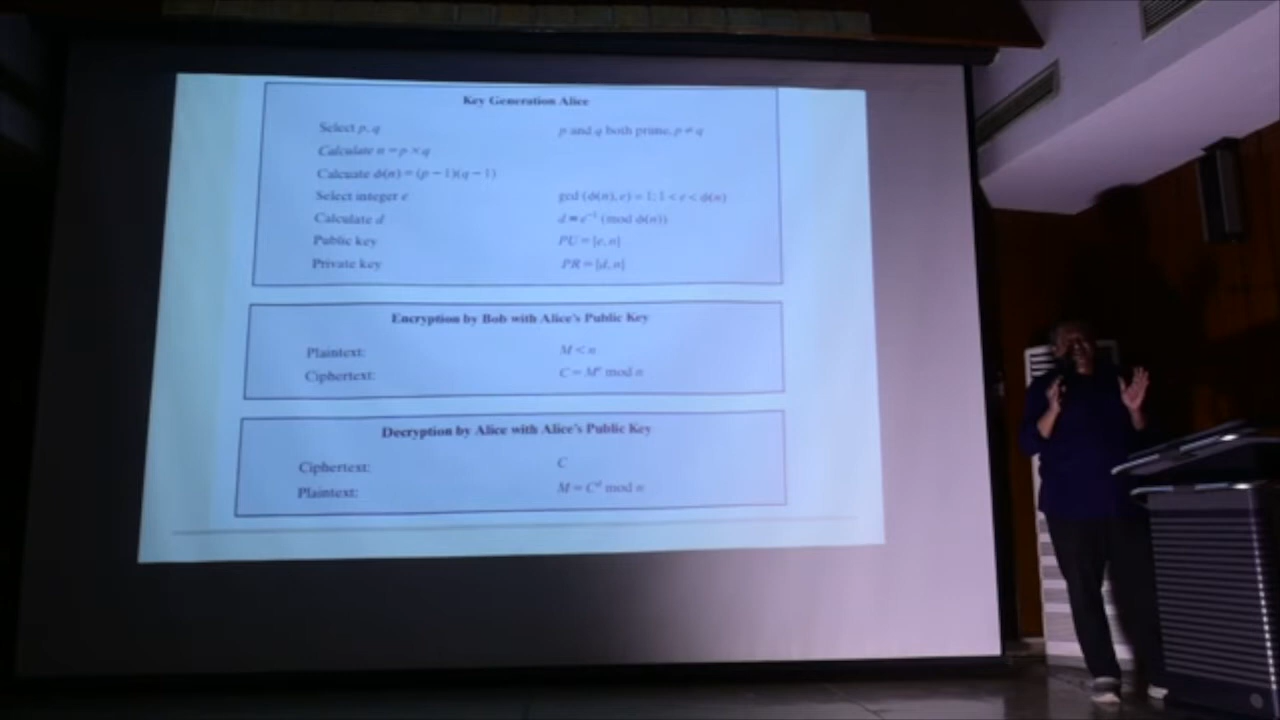 Key Generation Alice
Select p, q p and q both prime, p ≠ q
Calculate n = p × q
Calcuate ϕ(n) = (p − 1)(q − 1)
Select integer e gcd (ϕ(n), e) = 1; 1 < e < ϕ(n)
Calculate d d ≡ e⁻¹ (mod ϕ(n))
Public key PU = {e, n}
Private key PR = {d, n}
Encryption by Bob with Alice's Public Key
Plaintext: M < n
Ciphertext: C = Mᵉ mod n
Decryption by Alice with Alice's Public Key
Ciphertext: C
Plaintext: M = Cᵈ mod n